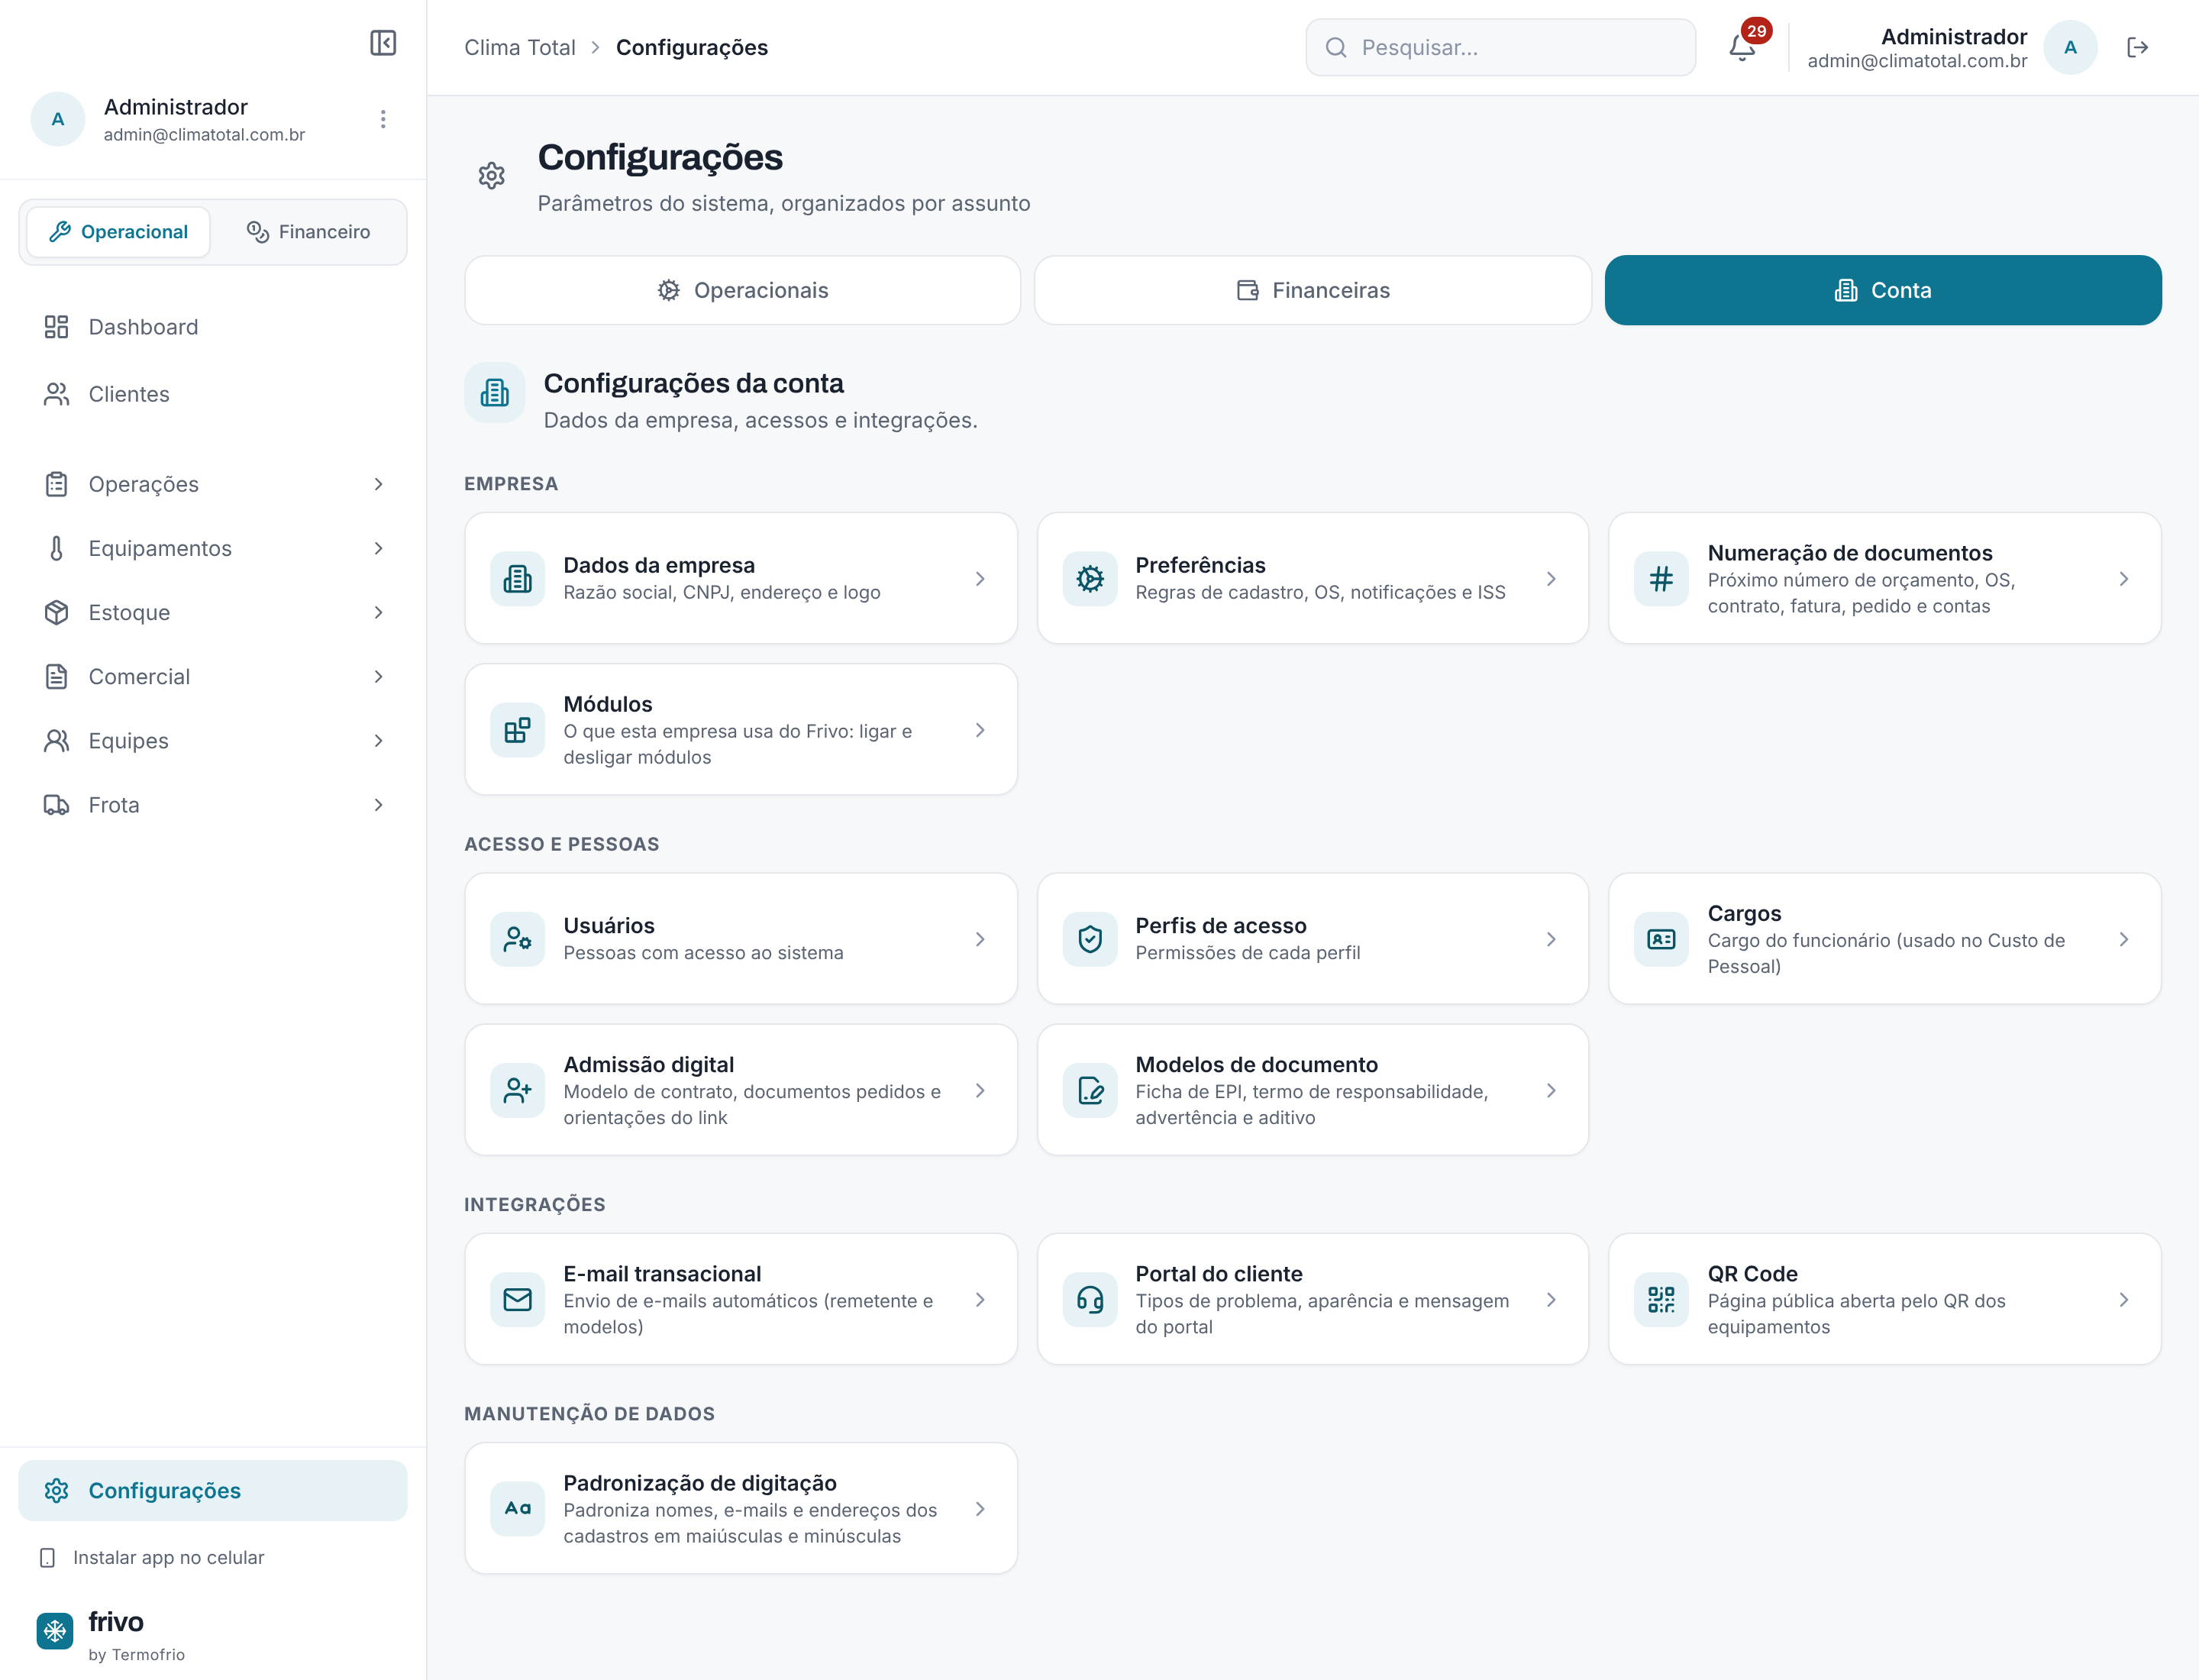 Administrador
admin@climatotal.com.br
A
Operacional
Financeiro
Dashboard
Clientes
Operações
Equipamentos
Estoque
Comercial
Equipes
Frota
Configurações
Instalar app no celular
frivo
by Termofrio
Clima Total > Configurações
Pesquisar...
29
Administrador
admin@climatotal.com.br
A
Configurações
Parâmetros do sistema, organizados por assunto
Operacionais
Financeiras
Conta
Configurações da conta
Dados da empresa, acessos e integrações.
EMPRESA
Dados da empresa
Razão social, CNPJ, endereço e logo
Preferências
Regras de cadastro, OS, notificações e ISS
Numeração de documentos
Próximo número de orçamento, OS,
contrato, fatura, pedido e contas
Módulos
O que esta empresa usa do Frivo: ligar e
desligar módulos
ACESSO E PESSOAS
Usuários
Pessoas com acesso ao sistema
Perfis de acesso
Permissões de cada perfil
Cargos
Cargo do funcionário (usado no Custo de
Pessoal)
Admissão digital
Modelo de contrato, documentos pedidos e
orientações do link
Modelos de documento
Ficha de EPI, termo de responsabilidade,
advertência e aditivo
INTEGRAÇÕES
E-mail transacional
Envio de e-mails automáticos (remetente e
modelos)
Portal do cliente
Tipos de problema, aparência e mensagem
do portal
QR Code
Página pública aberta pelo QR dos
equipamentos
MANUTENÇÃO DE DADOS
Aa
Padronização de digitação
Padroniza nomes, e-mails e endereços dos
cadastros em maiúsculas e minúsculas